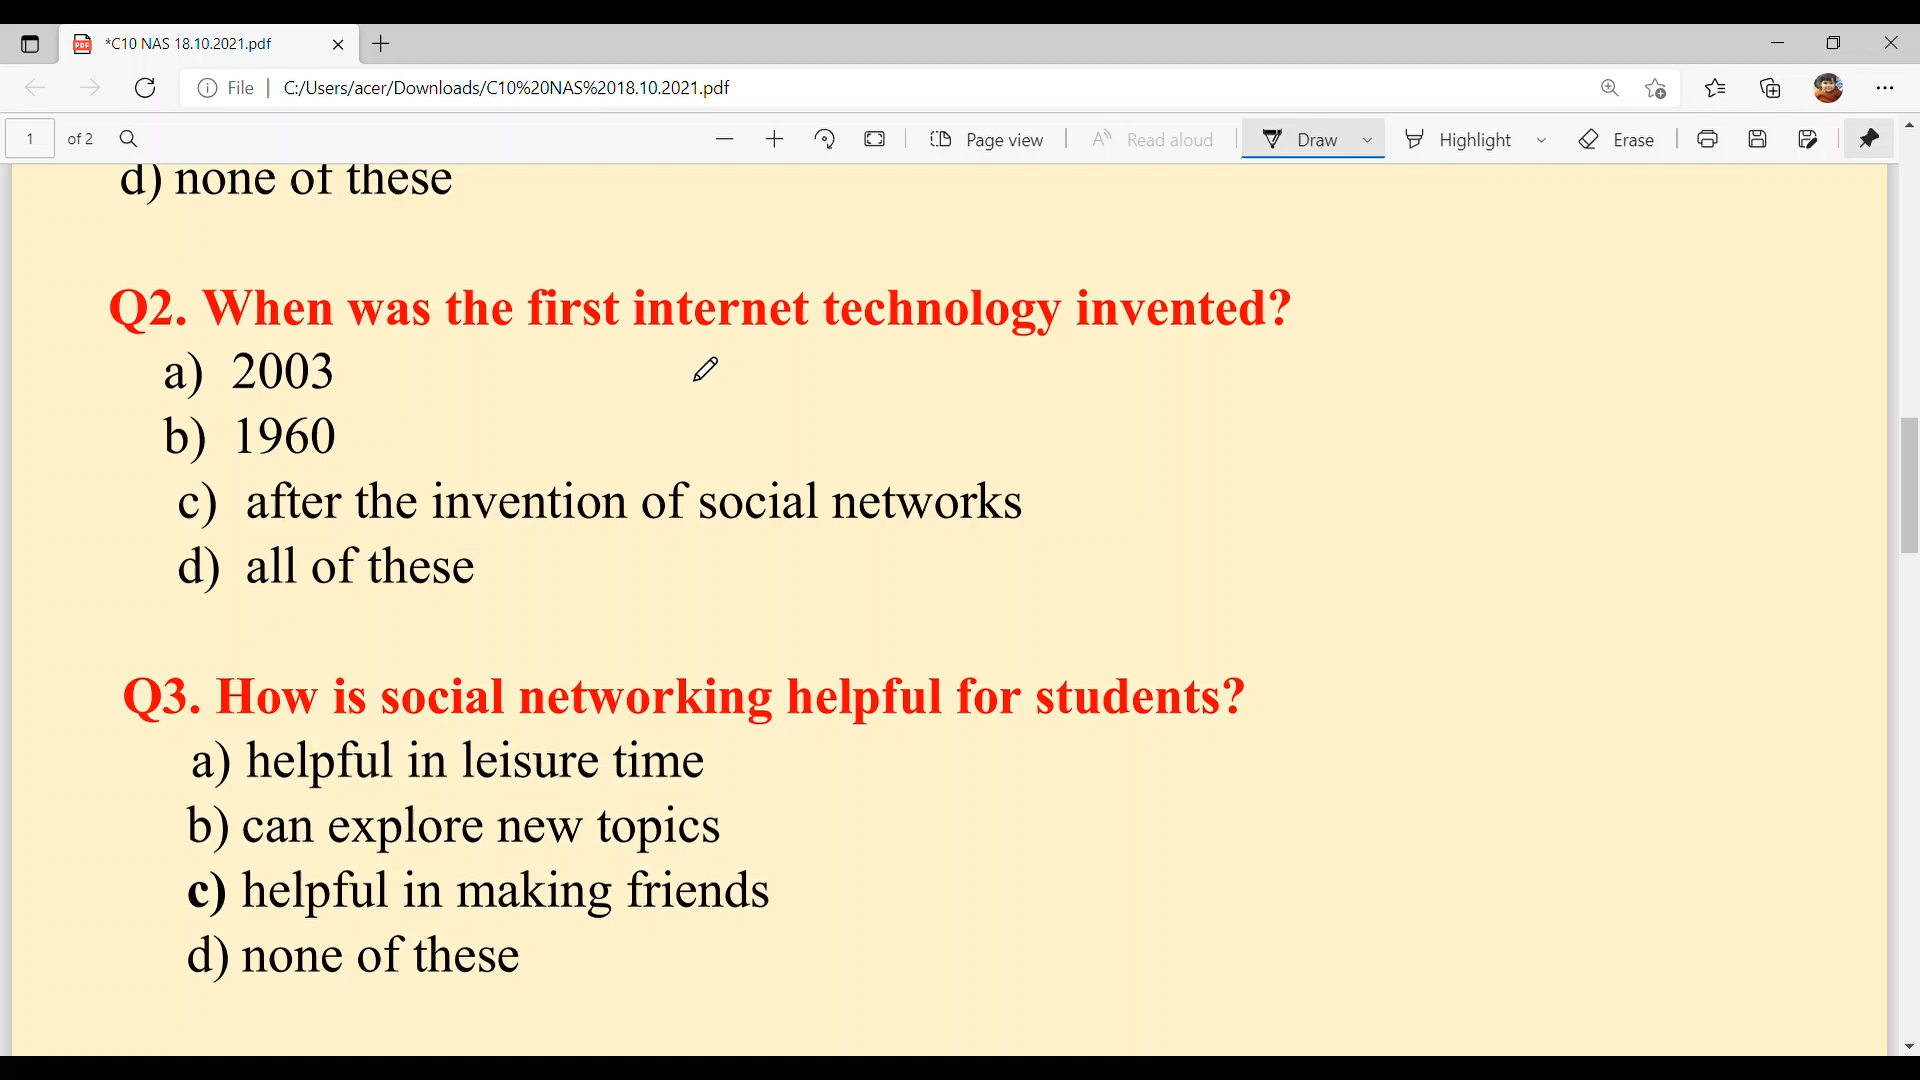 *C10 NAS 18.10.2021.pdf
File | C:/Users/acer/Downloads/C10%20NAS%2018.10.2021.pdf
1 of 2 Page view Read aloud Draw Highlight Erase
d) none of these
Q2. When was the first internet technology invented?
a) 2003
b) 1960
c) after the invention of social networks
d) all of these
Q3. How is social networking helpful for students?
a) helpful in leisure time
b) can explore new topics
c) helpful in making friends
d) none of these